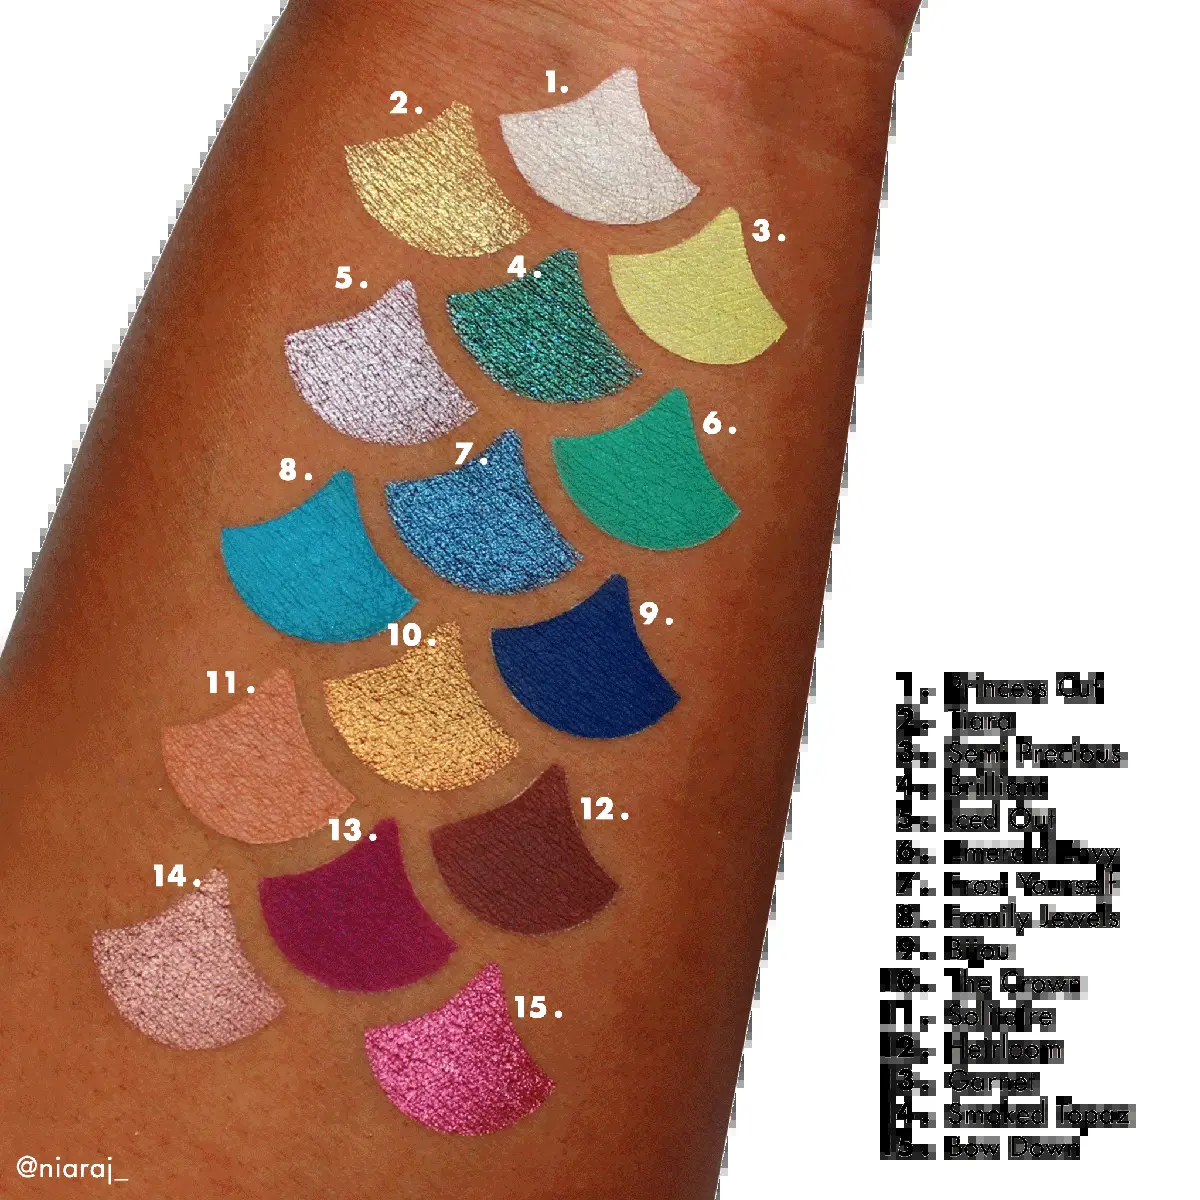 1.
2.
3.
4.
5.
6.
7.
8.
9.
10.
11.
12.
13.
14.
15.
1. Princess Cut
2. Tiara
3. Semi Precious
4. Brilliant
5. Iced Out
6. Emerald Envy
7. Frost Yourself
8. Family Jewels
9. Bijou
10. The Crown
11. Solitaire
12. Heirloom
13. Garnet
14. Smoked Topaz
15. Bow Down
@niaraj_